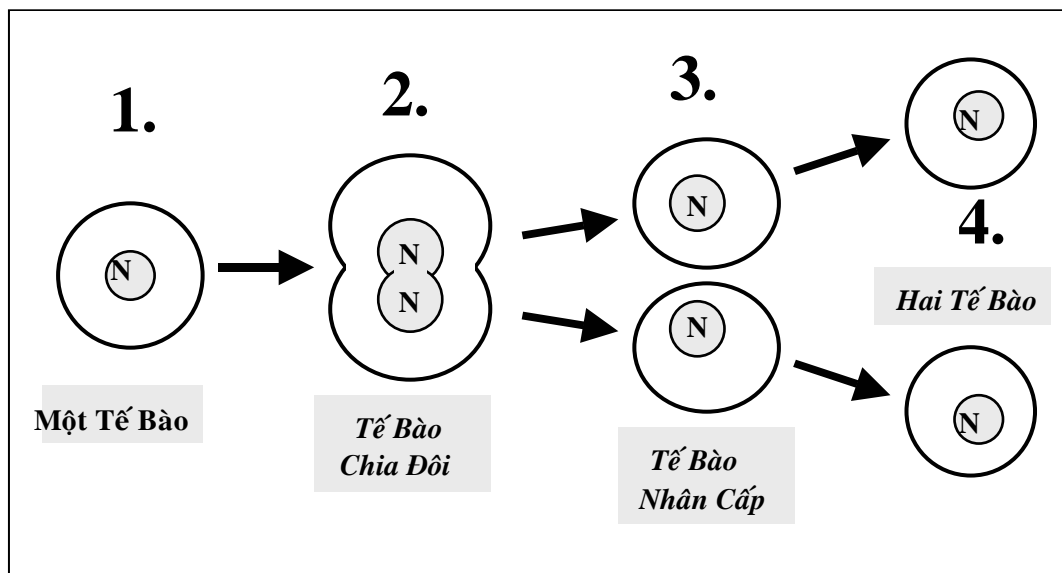 1.
N
Một Tế Bào
2.
N
N
Tế Bào
Chia Đôi
3.
N
N
Tế Bào
Nhân Cấp
N
4.
Hai Tế Bào
N